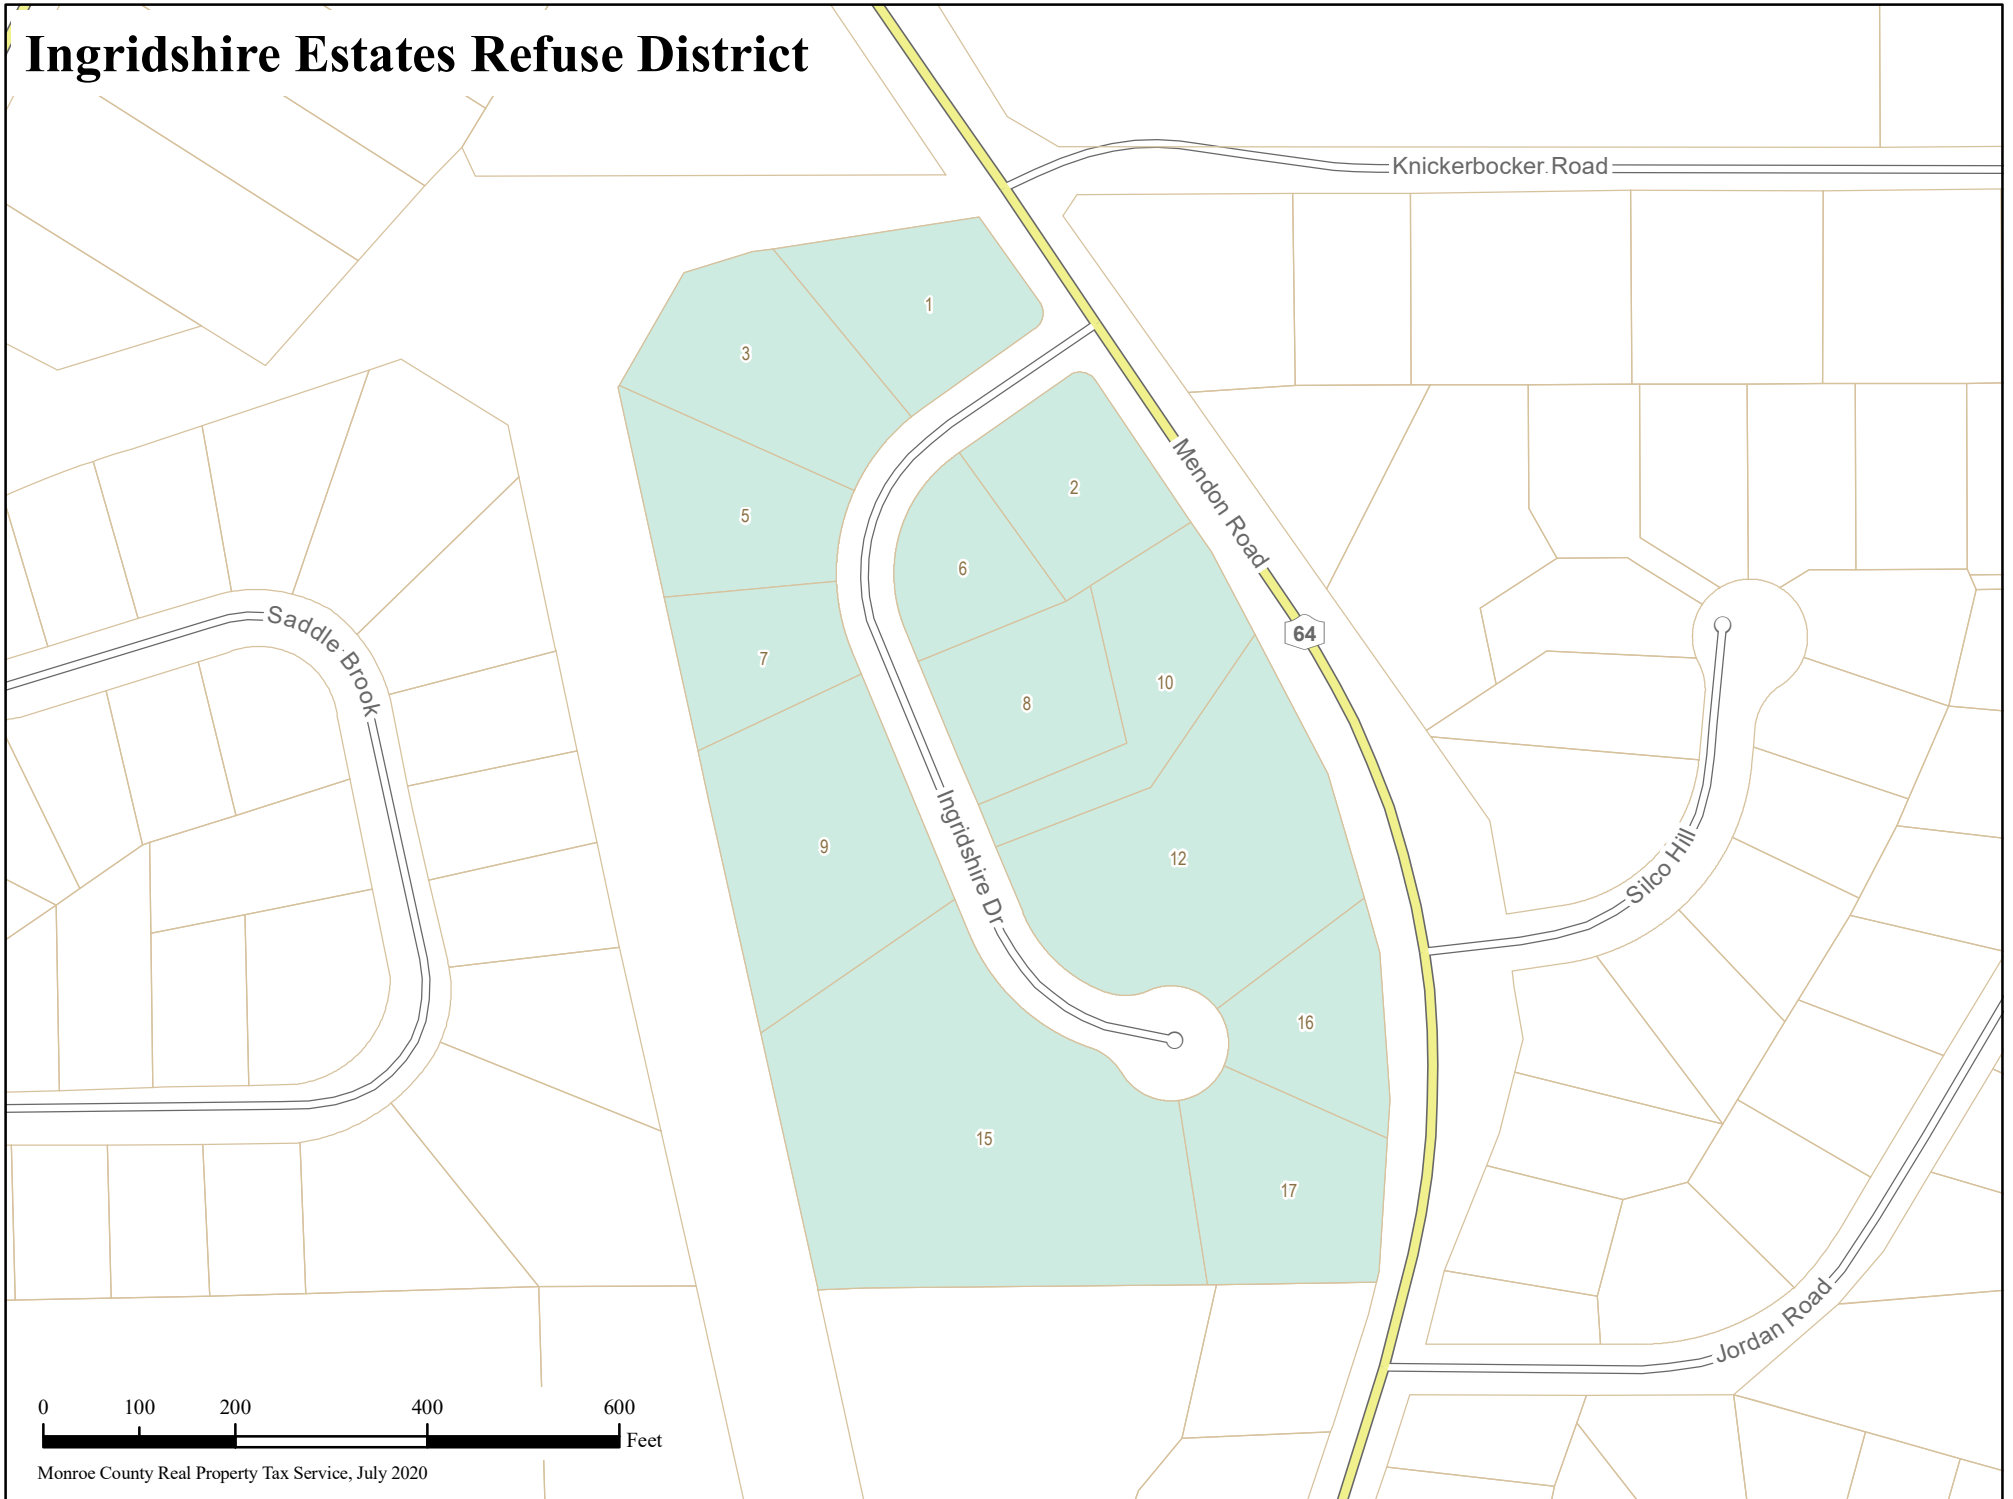 Ingridshire Estates Refuse District
Knickerbocker Road
1
3
Mendon Road
2
5
6
64
Saddle Brook
7
10
8
Ingridshire Dr
9
12
Silco Hill
16
15
17
Jordan Road
0 100 200 400 600
Feet
Monroe County Real Property Tax Service, July 2020